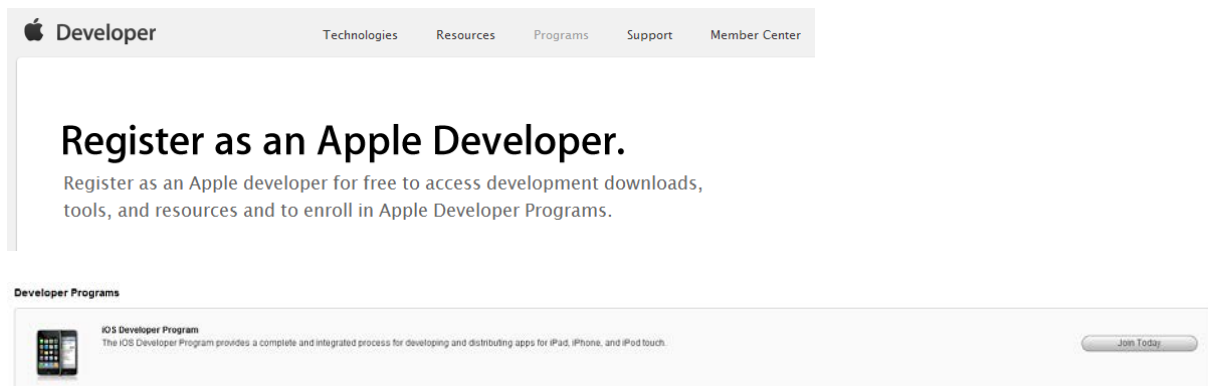 Developer Technologies Resources Programs Support Member Center
Register as an Apple Developer.
Register as an Apple developer for free to access development downloads,
tools, and resources and to enroll in Apple Developer Programs.
Developer Programs
iOS Developer Program
The iOS Developer Program provides a complete and integrated process for developing and distributing apps for iPad, iPhone, and iPod touch.
Join Today